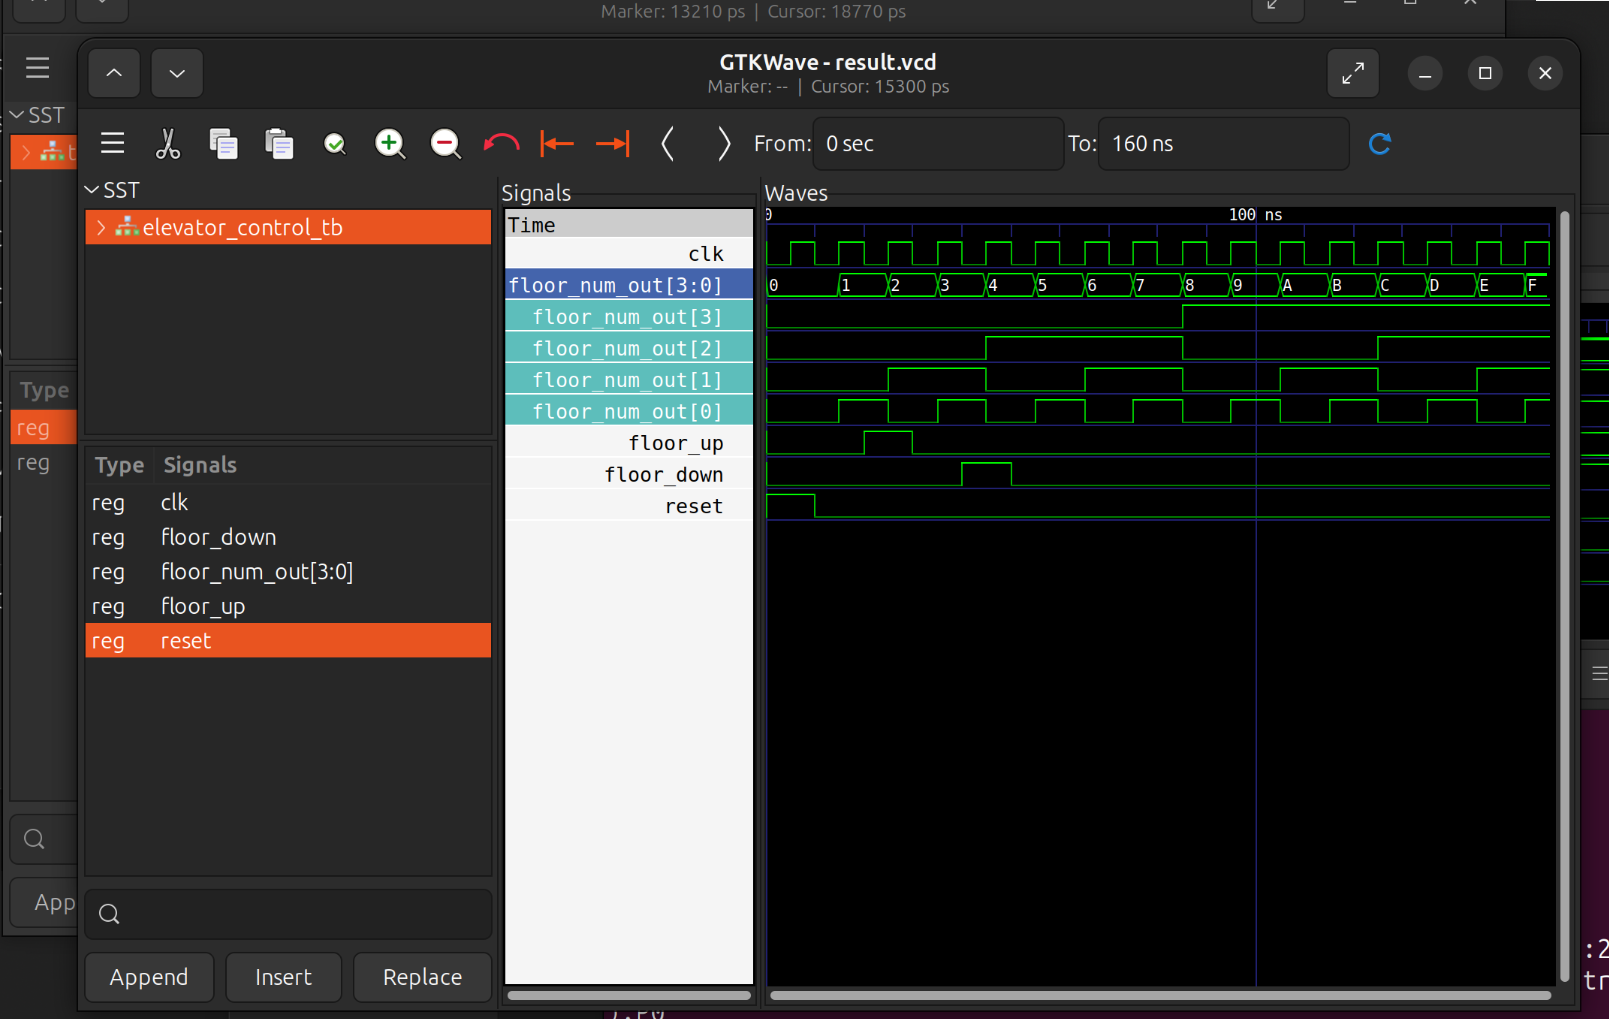 Marker: 13210 ps | Cursor: 18770 ps
GTKWave - result.vcd
Marker: -- | Cursor: 15300 ps
From: 0 sec To: 160 ns
SST
SST
elevator_control_tb
Type
reg
reg
App
Type Signals
reg clk
reg floor_down
reg floor_num_out[3:0]
reg floor_up
reg reset
Append Insert Replace
Signals
Time
clk
floor_num_out[3:0]
floor_num_out[3]
floor_num_out[2]
floor_num_out[1]
floor_num_out[0]
floor_up
floor_down
reset
Waves
0 100 ns
0 1 2 3 4 5 6 7 8 9 A B C D E F
:2
tr